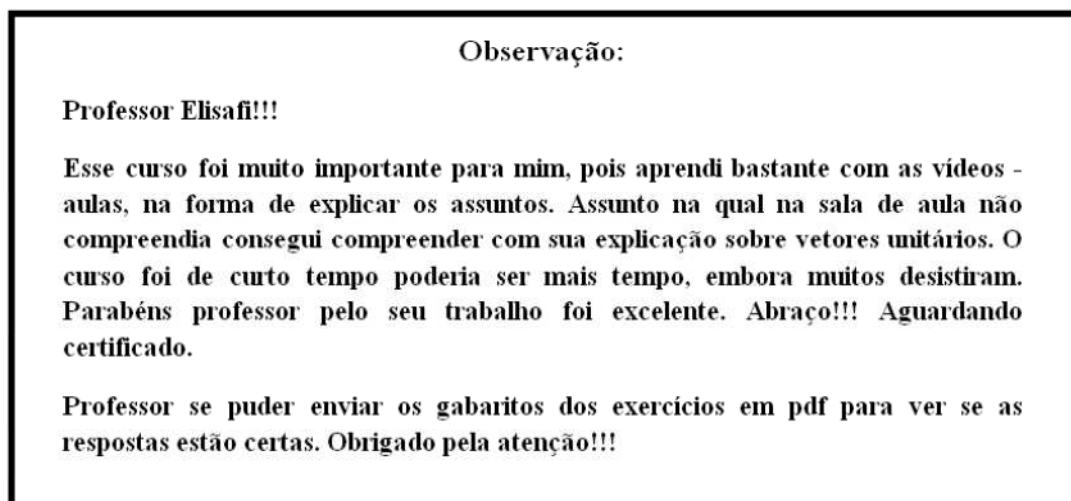 Observação:
Professor Elisafi!!!
Esse curso foi muito importante para mim, pois aprendi bastante com as vídeos -
aulas, na forma de explicar os assuntos. Assunto na qual na sala de aula não
compreendia consegui compreender com sua explicação sobre vetores unitários. O
curso foi de curto tempo poderia ser mais tempo, embora muitos desistiram.
Parabéns professor pelo seu trabalho foi excelente. Abraço!!! Aguardando
certificado.
Professor se puder enviar os gabaritos dos exercícios em pdf para ver se as
respostas estão certas. Obrigado pela atenção!!!